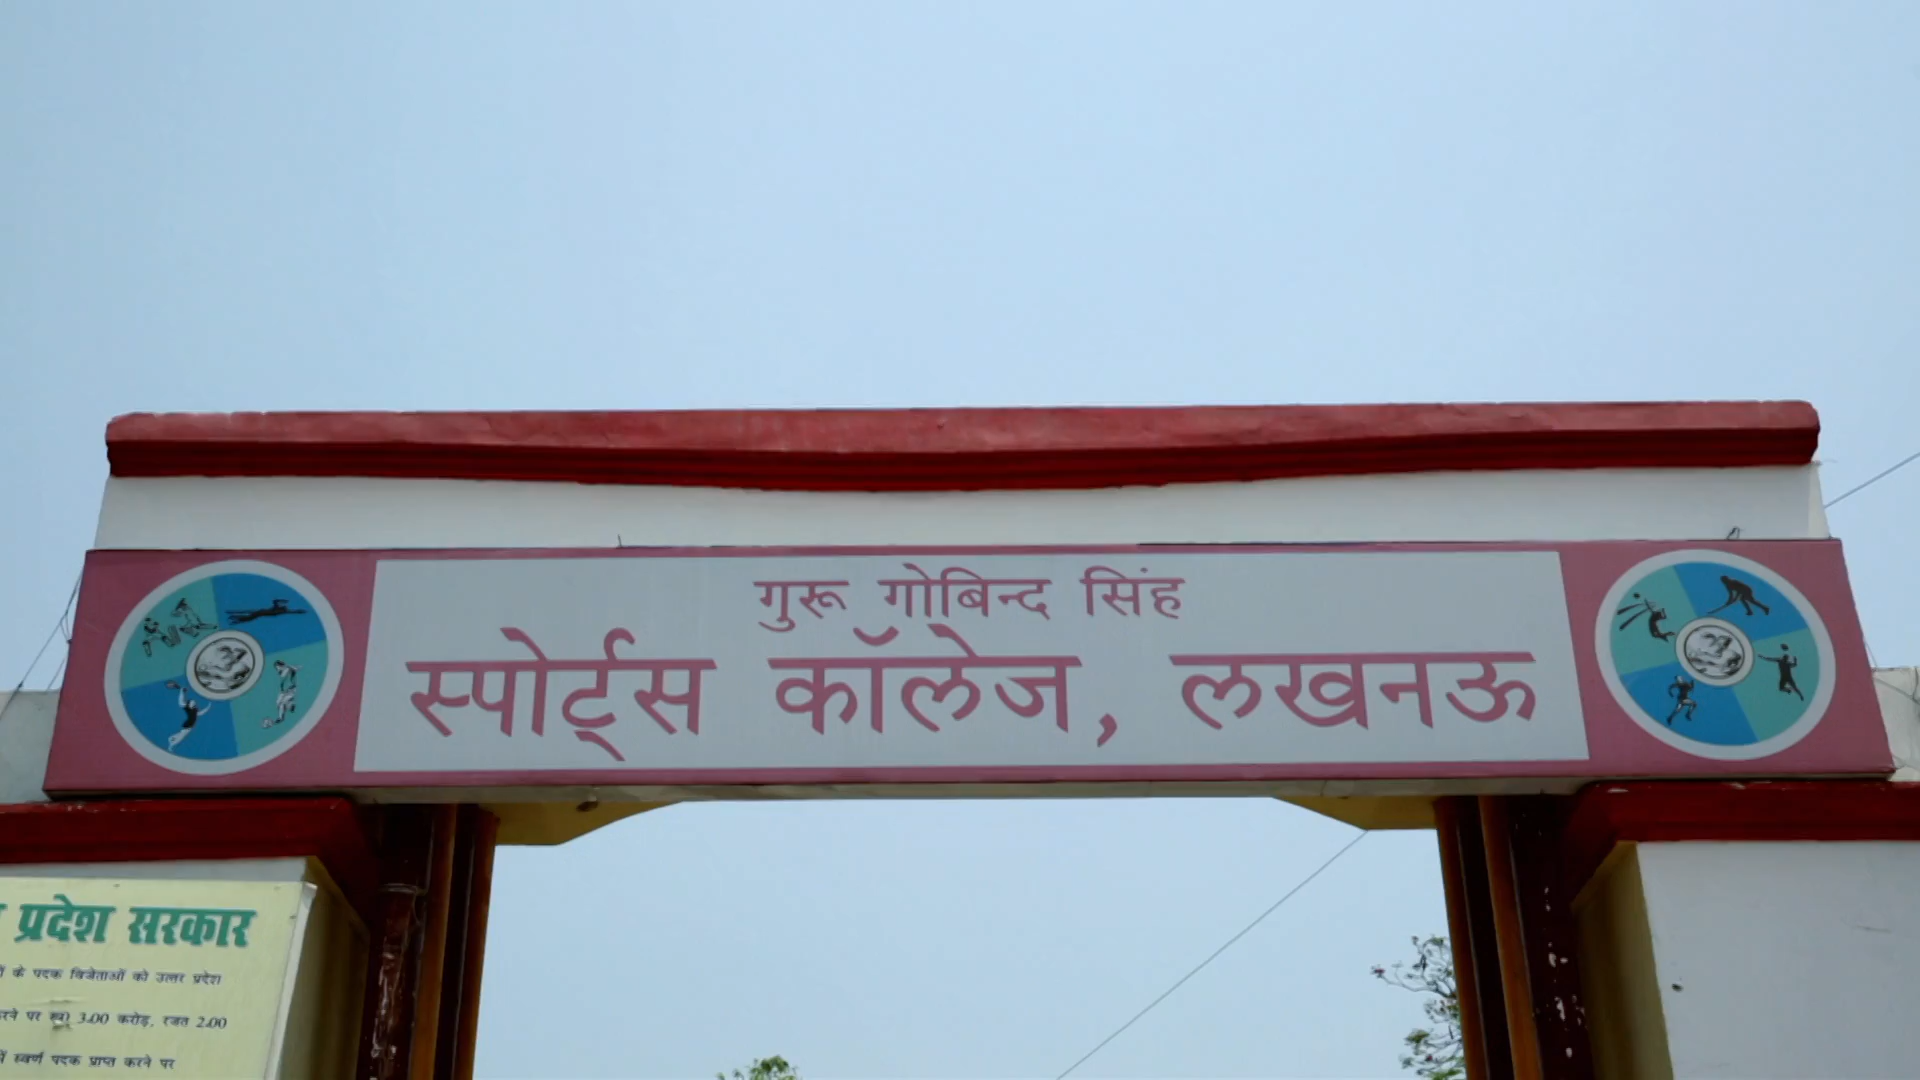 गुरू गोबिन्द सिंह
स्पोर्ट्स कॉलेज, लखनऊ
प्रदेश सरकार
के पदक विजेताओं को उत्तर प्रदेश
करने पर 3.00 करोड़, रजत 2.00
स्वर्ण पदक प्राप्त करने पर